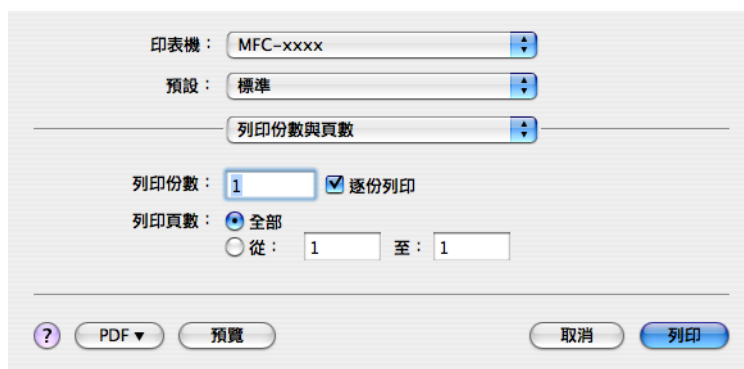 印表機： MFC-xxxx
預設： 標準
列印份數與頁數
列印份數： 1 逐份列印
列印頁數： 全部
從： 1 至： 1
? PDF▼ 預覽 取消 列印